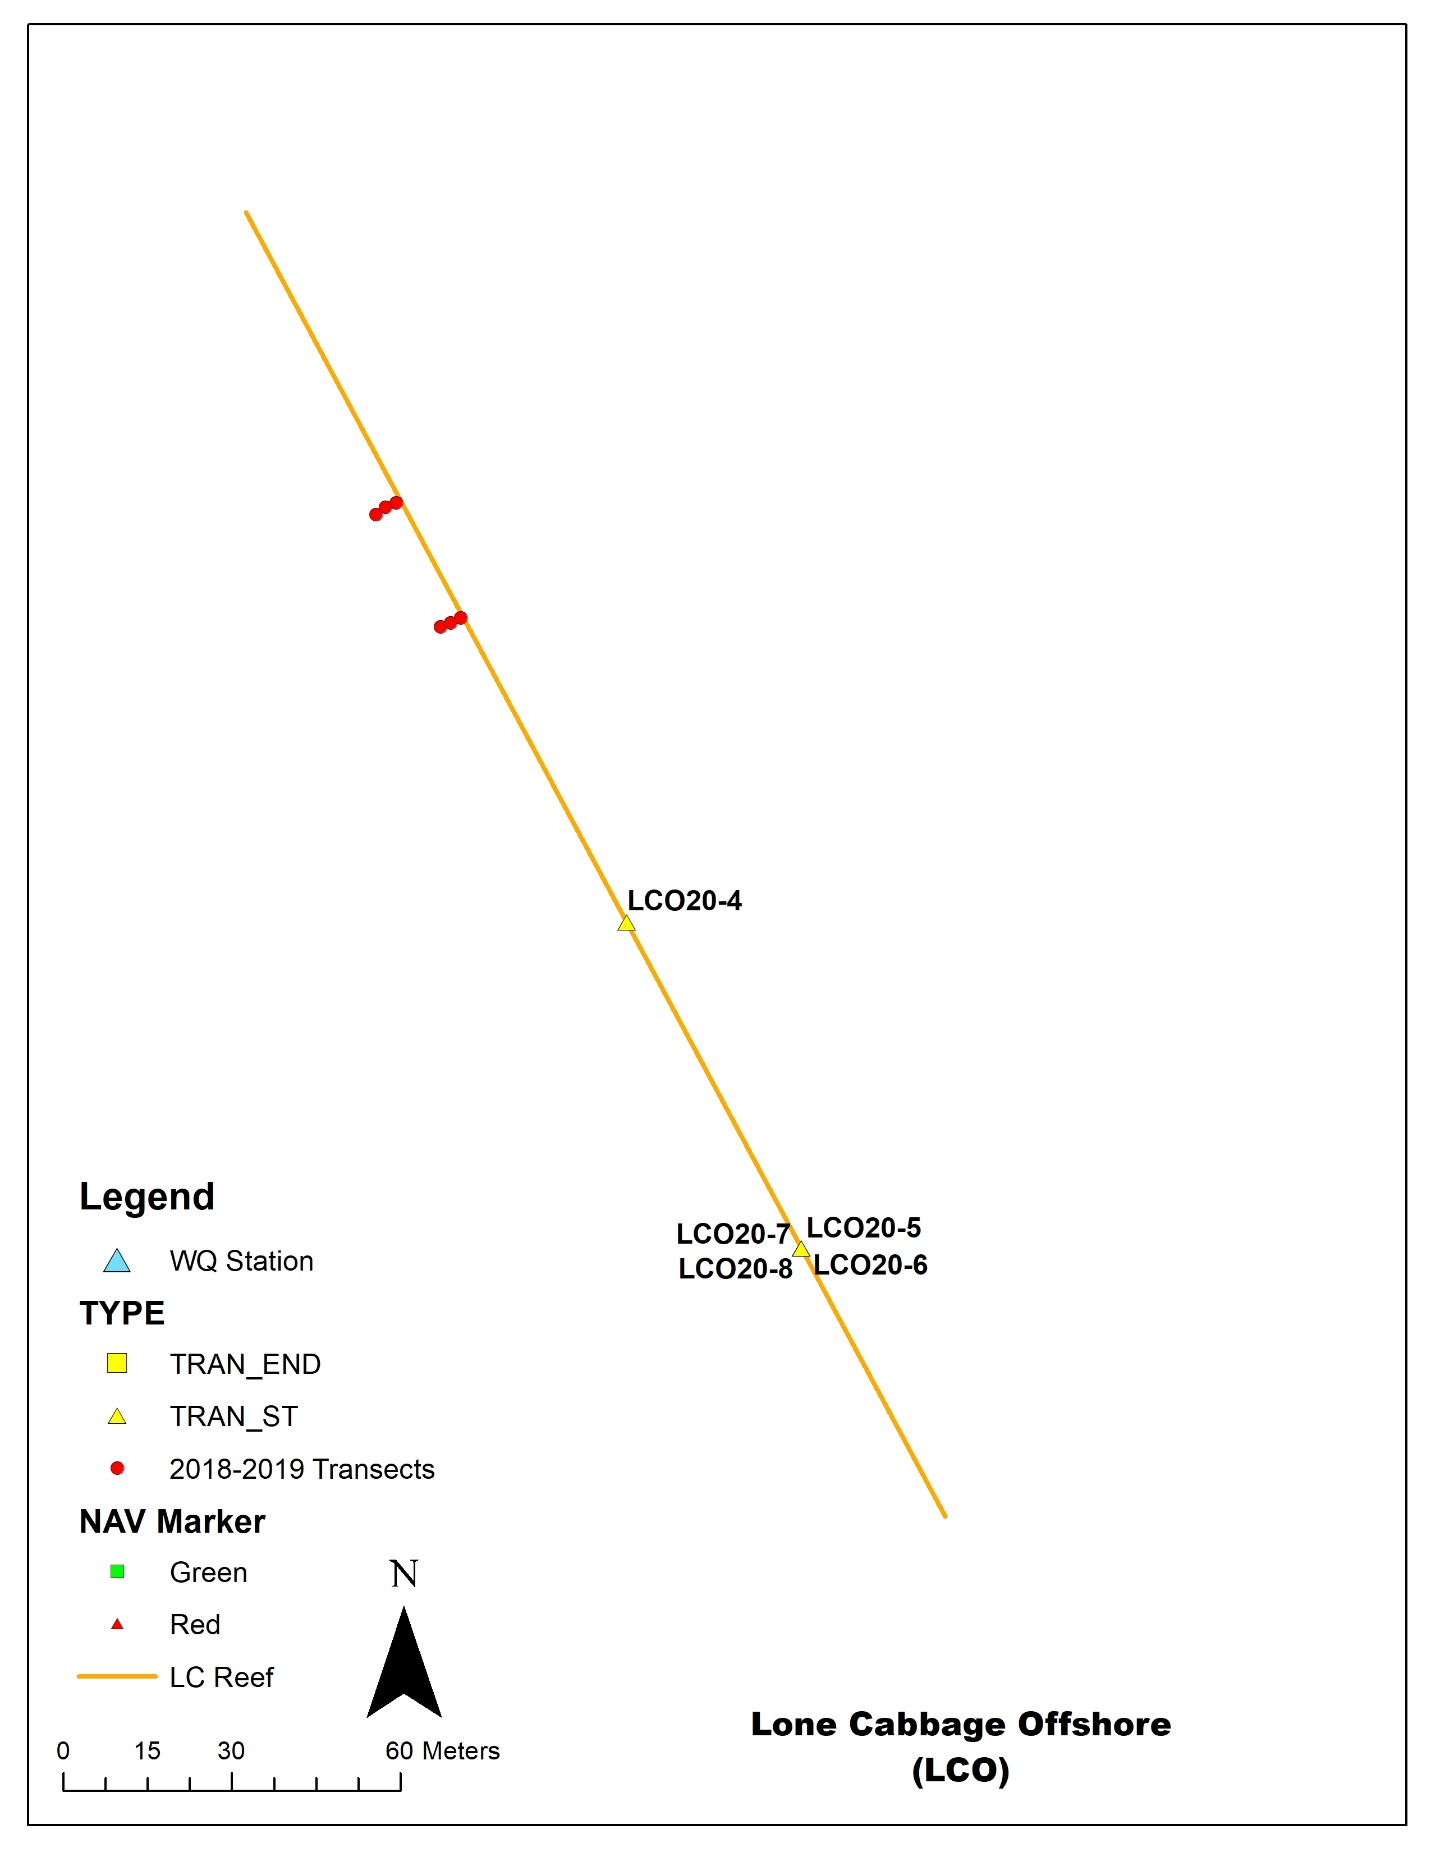 LCO20-4
LCO20-7 LCO20-5
LCO20-8 LCO20-6
Legend
WQ Station
TYPE
TRAN_END
TRAN_ST
2018-2019 Transects
NAV Marker
Green
Red
LC Reef
N
0 15 30 60 Meters
Lone Cabbage Offshore
(LCO)